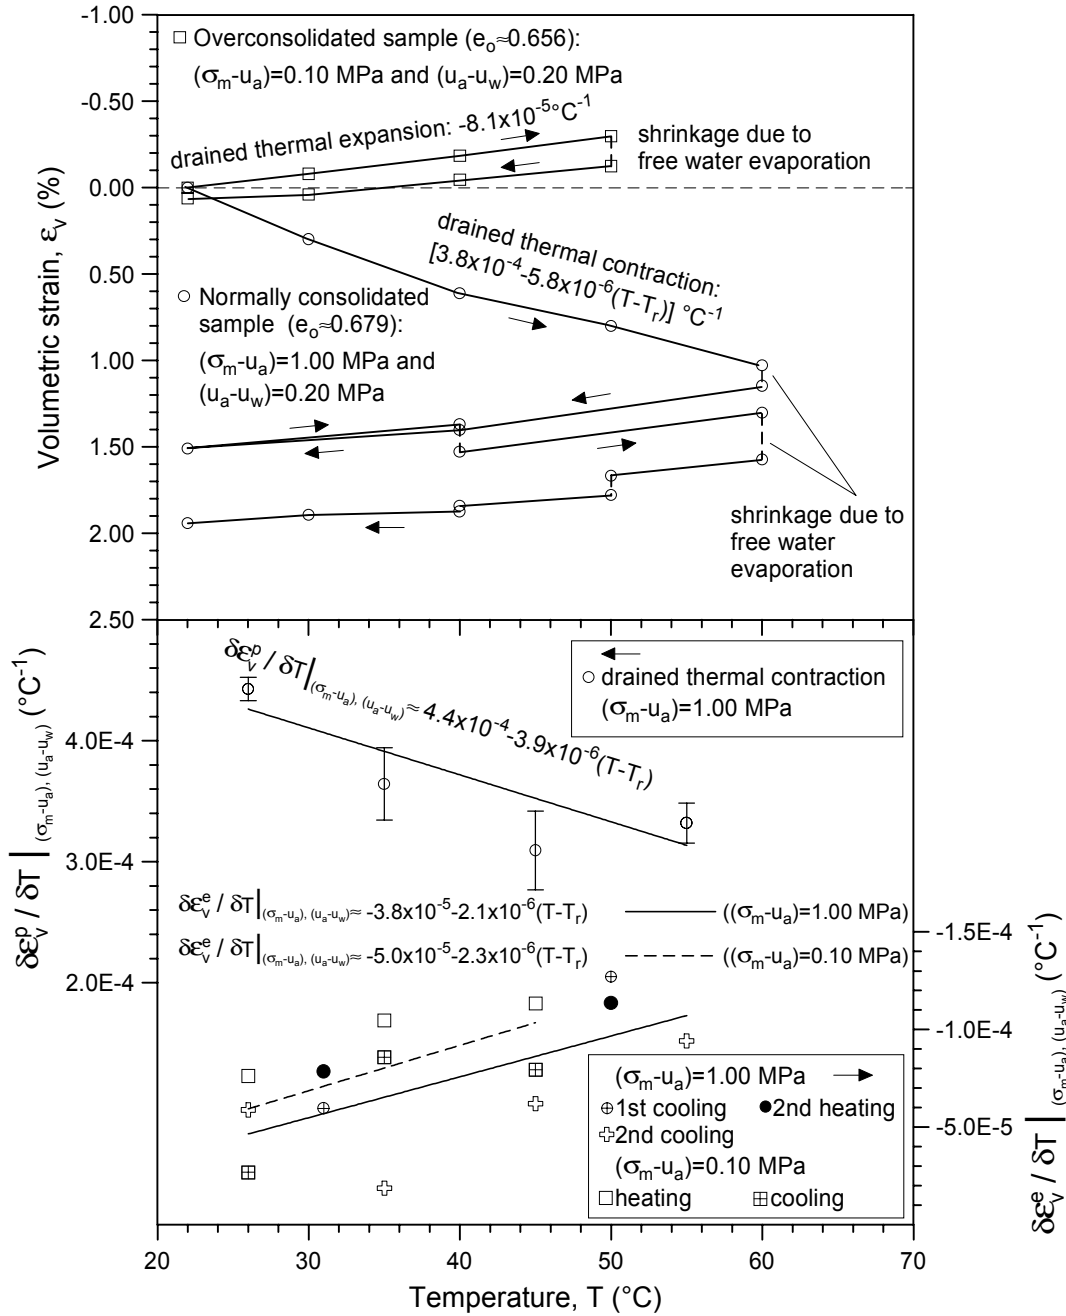 -1.00
-0.50
0.00
0.50
1.00
1.50
2.00
2.50
Volumetric strain, εv (%)
Overconsolidated sample (eo≈0.656):
(σm-ua)=0.10 MPa and (ua-uw)=0.20 MPa
drained thermal expansion: -8.1x10-5°C-1
shrinkage due to
free water evaporation
drained thermal contraction:
[3.8x10-4-5.8x10-6(T-Tr)] °C-1
Normally consolidated
sample (eo≈0.679):
(σm-ua)=1.00 MPa and
(ua-uw)=0.20 MPa
shrinkage due to
free water
evaporation
δεvp / δT|(σm-ua), (ua-uw)≈ 4.4x10-4-3.9x10-6(T-Tr)
drained thermal contraction
(σm-ua)=1.00 MPa
4.0E-4
3.0E-4
2.0E-4
δεvp / δT|(σm-ua), (ua-uw) (°C-1)
δεve / δT|(σm-ua), (ua-uw)≈ -3.8x10-5-2.1x10-6(T-Tr) ((σm-ua)=1.00 MPa)
δεve / δT|(σm-ua), (ua-uw)≈ -5.0x10-5-2.3x10-6(T-Tr) ((σm-ua)=0.10 MPa)
-1.5E-4
-1.0E-4
-5.0E-5
δεve / δT|(σm-ua), (ua-uw) (°C-1)
(σm-ua)=1.00 MPa
1st cooling 2nd heating
2nd cooling
(σm-ua)=0.10 MPa
heating cooling
20 30 40 50 60 70
Temperature, T (°C)